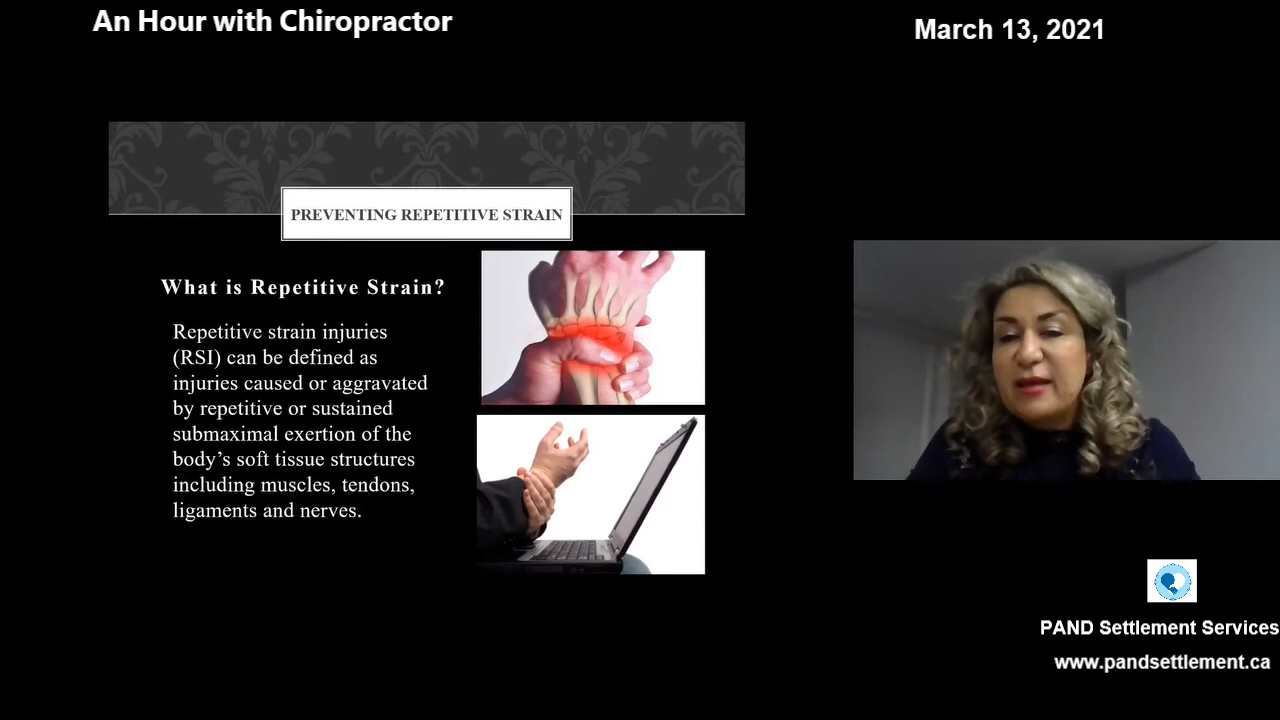 An Hour with Chiropractor
March 13, 2021
PREVENTING REPETITIVE STRAIN
What is Repetitive Strain?
Repetitive strain injuries
(RSI) can be defined as
injuries caused or aggravated
by repetitive or sustained
submaximal exertion of the
body’s soft tissue structures
including muscles, tendons,
ligaments and nerves.
PAND Settlement Services
www.pandsettlement.ca